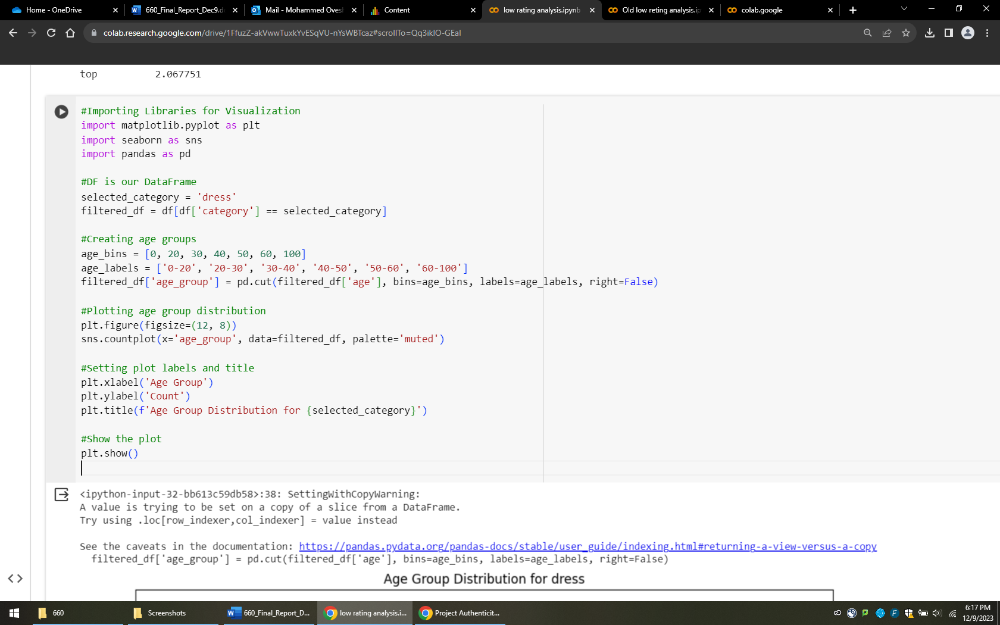 Home - OneDrive
660_Final_Report_Dec9.d
Mail - Mohammed Oves
Content
low rating analysis.ipynb
Old low reting analysis.ip
colab.google
colab.research.google.com/drive/1FfuzZ-akVwwTuxkYvESqVU-nYsWBTcaz#scrollTo=Qq3ikIO-GEaI
top 2.067751
#Importing Libraries for Visualization
import matplotlib.pyplot as plt
import seaborn as sns
import pandas as pd
#DF is our DataFrame
selected_category = 'dress'
filtered_df = df[df['category'] == selected_category]
#Creating age groups
age_bins = [0, 20, 30, 40, 50, 60, 100]
age_labels = ['0-20', '20-30', '30-40', '40-50', '50-60', '60-100']
filtered_df['age_group'] = pd.cut(filtered_df['age'], bins=age_bins, labels=age_labels, right=False)
#Plotting age group distribution
plt.figure(figsize=(12, 8))
sns.countplot(x='age_group', data=filtered_df, palette='muted')
#Setting plot labels and title
plt.xlabel('Age Group')
plt.ylabel('Count')
plt.title(f'Age Group Distribution for {selected_category}')
#Show the plot
plt.show()
<ipython-input-32-bb613c59db58>:38: SettingWithCopyWarning:
A value is trying to be set on a copy of a slice from a DataFrame.
Try using .loc[row_indexer,col_indexer] = value instead
See the caveats in the documentation: https://pandas.pydata.org/pandas-docs/stable/user_guide/indexing.html#returning-a-view-versus-a-copy
filtered_df['age_group'] = pd.cut(filtered_df['age'], bins=age_bins, labels=age_labels, right=False)
Age Group Distribution for dress
660
Screenshots
660_Final_Report_D...
low rating analysis.i...
Project Authenticit...
6:17 PM
12/9/2023